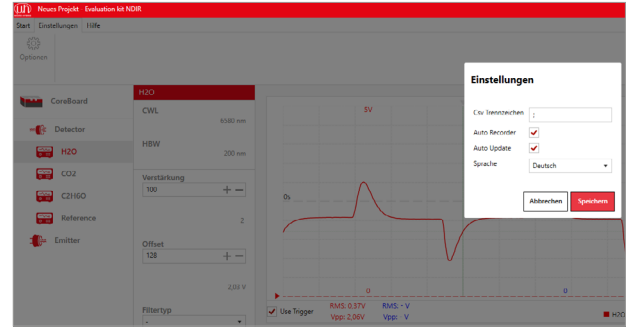 Neues Projekt - Evaluation kit NDIR
Start Einstellungen Hilfe
Optionen
CoreBoard
Detector
H2O
CO2
C2H6O
Reference
Emitter
H2O
CWL
6580 nm
HBW
200 nm
Verstärkung
100
2
Offset
128
2,03 V
Filtertyp
-
5V
0s
0
0
Use Trigger
RMS: 0,37V RMS: - V
Vpp: 2,06V Vpp: V
H2O
Einstellungen
Csv Trennzeichen ;
Auto Recorder
Auto Update
Sprache Deutsch
Abbrechen Speichern